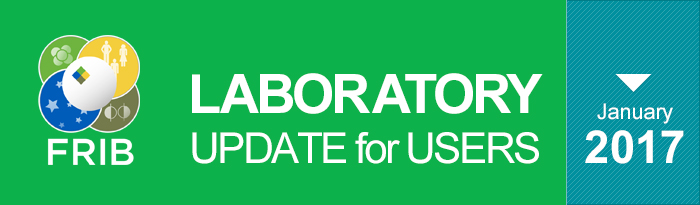 FRIB
LABORATORY
UPDATE for USERS
January
2017